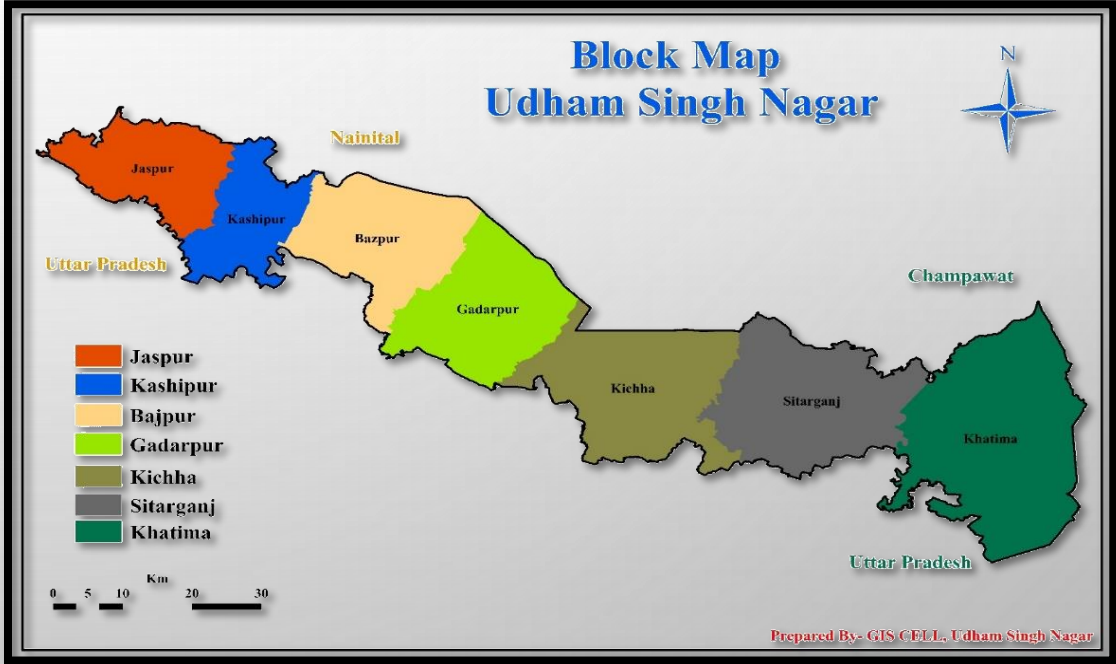 Block Map
Udham Singh Nagar
N
Nainital
Jaspur
Kashipur
Bazpur
Uttar Pradesh
Champawat
Gadarpur
Kichha
Sitarganj
Khatima
Jaspur
Kashipur
Bajpur
Gadarpur
Kichha
Sitarganj
Khatima
Uttar Pradesh
Km
0 5 10 20 30
Prepared By- GIS CELL, Udham Singh Nagar